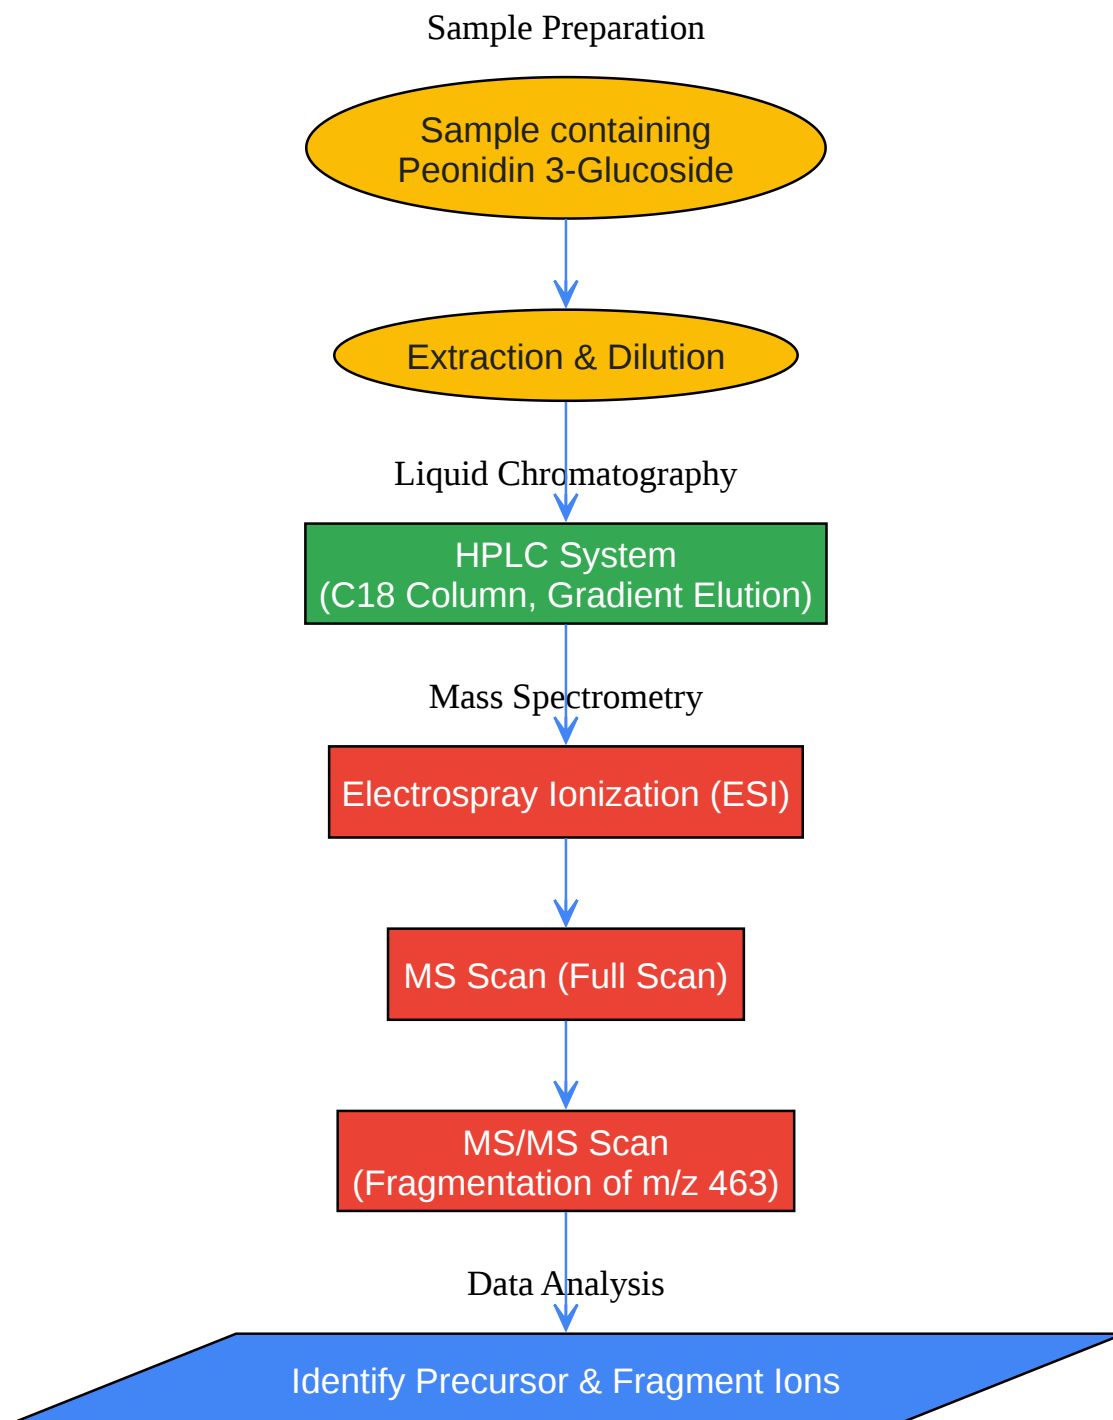 Sample Preparation
Sample containing
Peonidin 3-Glucoside
Extraction & Dilution
Liquid Chromatography
HPLC System
(C18 Column, Gradient Elution)
Mass Spectrometry
Electrospray Ionization (ESI)
MS Scan (Full Scan)
MS/MS Scan
(Fragmentation of m/z 463)
Data Analysis
Identify Precursor & Fragment Ions